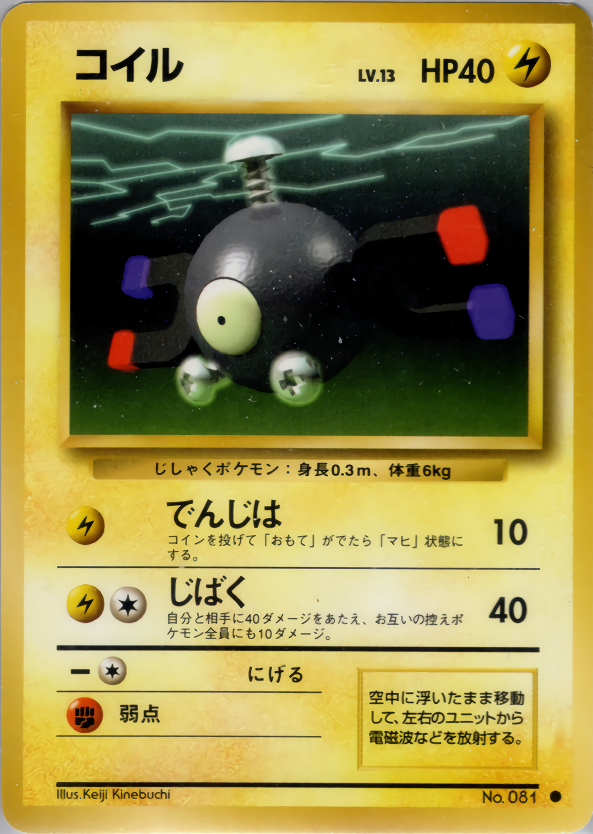 コイル LV.13 HP40
じしゃくポケモン：身長0.3m、体重6kg
でんじは 10
コインを投げて「おもて」がでたら「マヒ」状態に
する。
じばく 40
自分と相手に40ダメージをあたえ、お互いの控えポ
ケモン全員にも10ダメージ。
にげる
弱点
空中に浮いたまま移動
して、左右のユニットから
電磁波などを放射する。
Illus.Keiji Kinebuchi No. 081